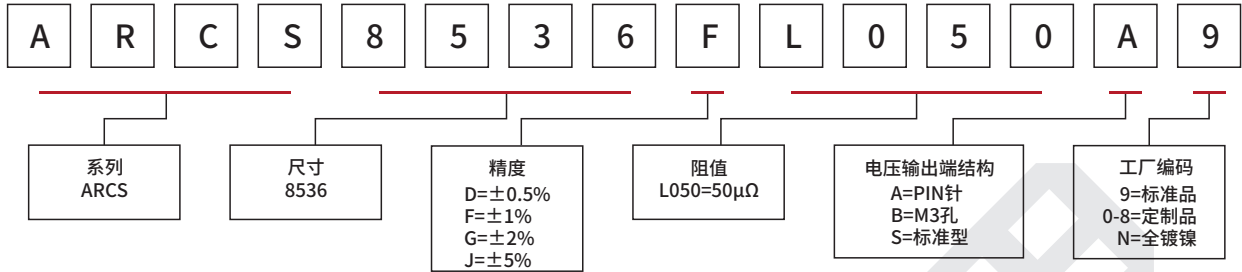 A R C S 8 5 3 6 F L 0 5 0 A 9
系列
ARCS
尺寸
8536
精度
D=±0.5%
F=±1%
G=±2%
J=±5%
阻值
L050=50μΩ
电压输出端结构
A=PIN针
B=M3孔
S=标准型
工厂编码
9=标准品
0-8=定制品
N=全镀镍